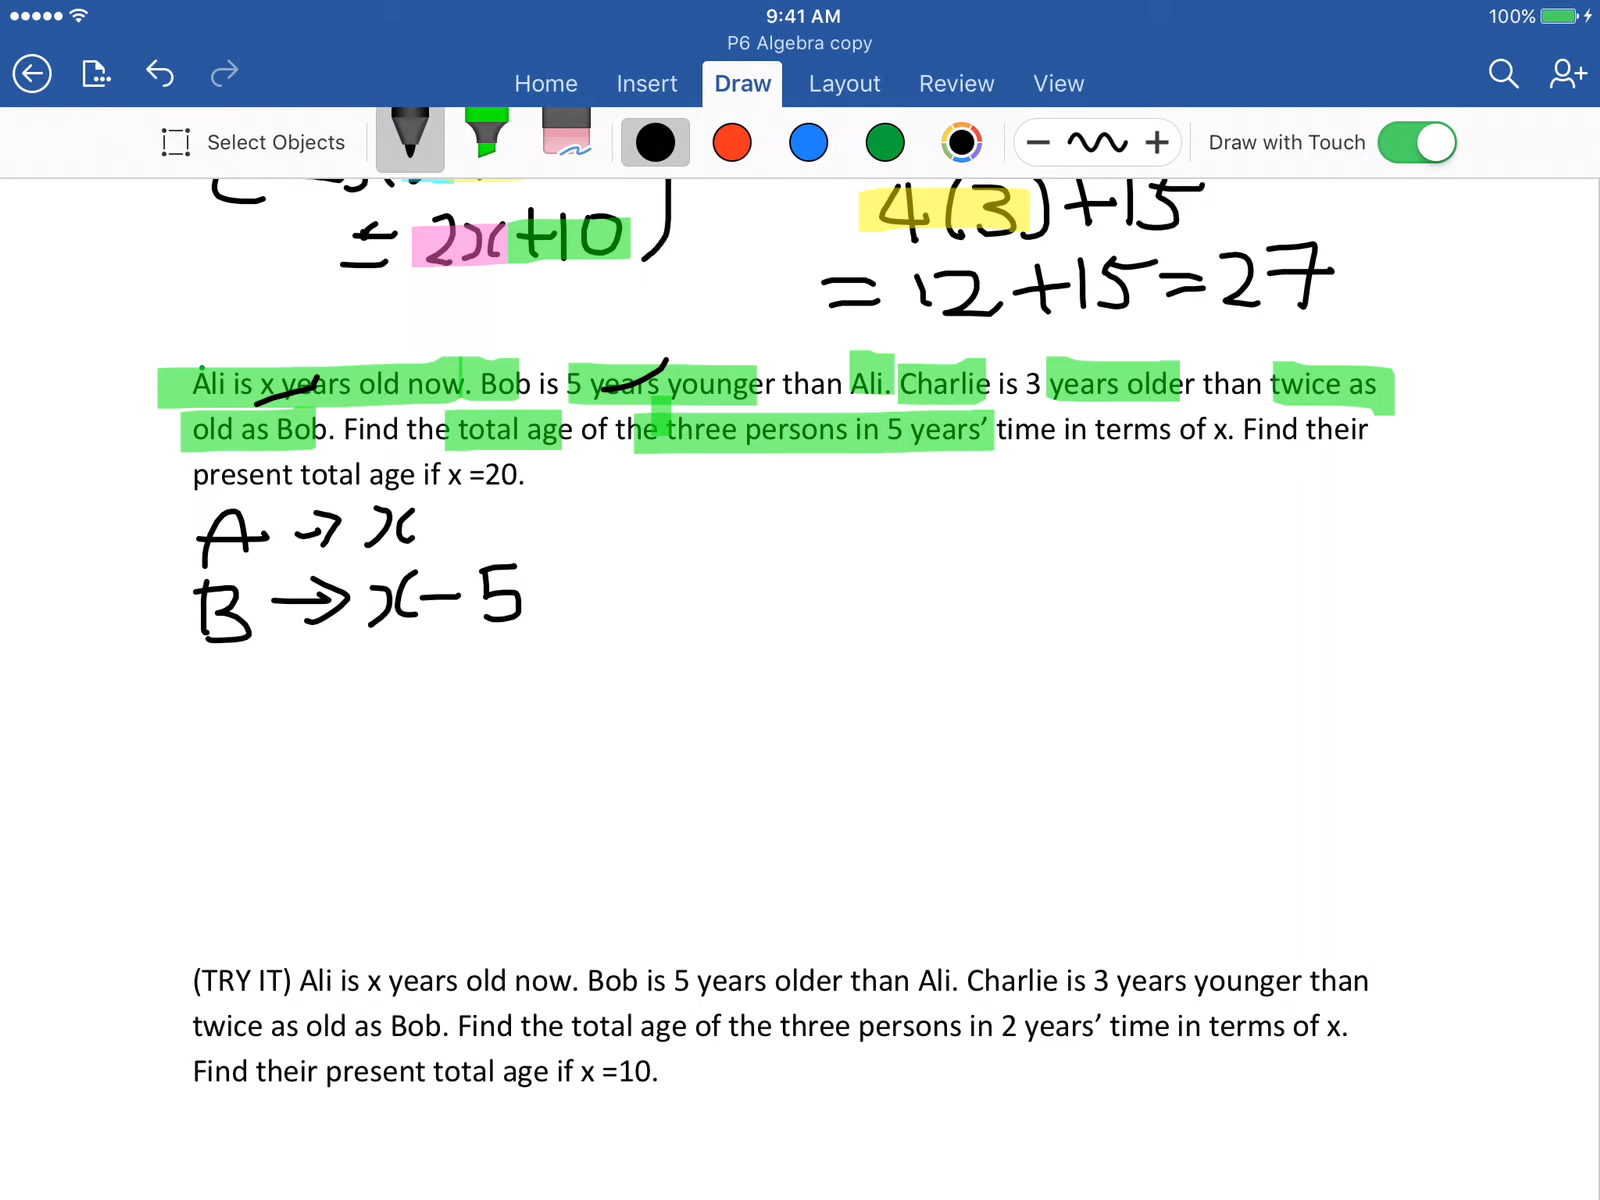 9:41 AM
100%
P6 Algebra copy
Home Insert Draw Layout Review View
Select Objects
Draw with Touch
= 2x+10)
4(3)+15
= 12+15=27
Ali is x years old now. Bob is 5 years younger than Ali. Charlie is 3 years older than twice as
old as Bob. Find the total age of the three persons in 5 years’ time in terms of x. Find their
present total age if x =20.
A → x
B → x-5
(TRY IT) Ali is x years old now. Bob is 5 years older than Ali. Charlie is 3 years younger than
twice as old as Bob. Find the total age of the three persons in 2 years’ time in terms of x.
Find their present total age if x =10.